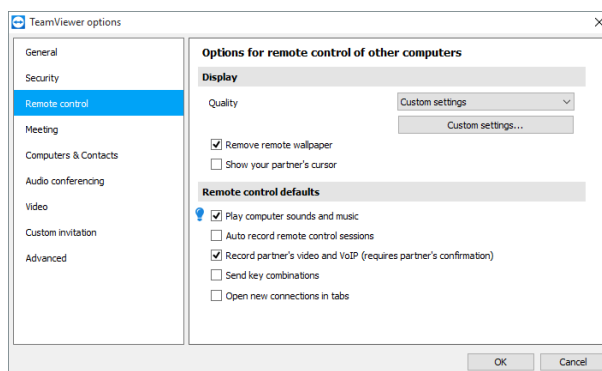 TeamViewer options
General
Security
Remote control
Meeting
Computers & Contacts
Audio conferencing
Video
Custom invitation
Advanced
Options for remote control of other computers
Display
Quality
Custom settings
Custom settings...
Remove remote wallpaper
Show your partner's cursor
Remote control defaults
Play computer sounds and music
Auto record remote control sessions
Record partner's video and VoIP (requires partner's confirmation)
Send key combinations
Open new connections in tabs
OK Cancel